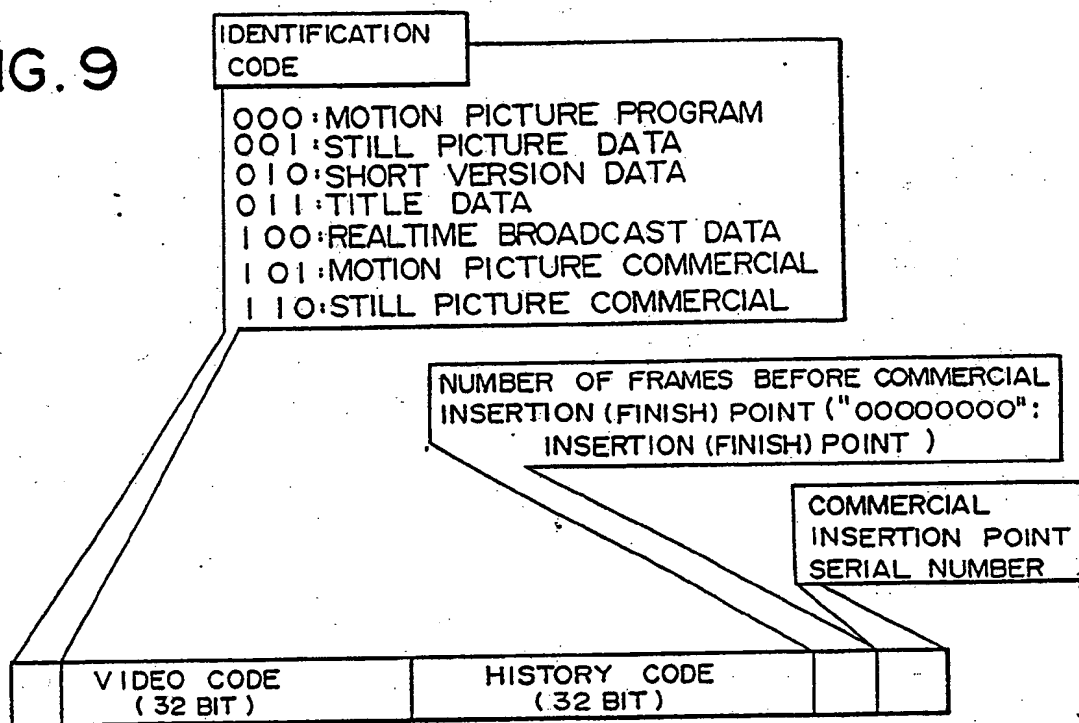 IG. 9
IDENTIFICATION
CODE
000:MOTION PICTURE PROGRAM
001:STILL PICTURE DATA
010:SHORT VERSION DATA
011:TITLE DATA
100:REALTIME BROADCAST DATA
101:MOTION PICTURE COMMERCIAL
110:STILL PICTURE COMMERCIAL
NUMBER OF FRAMES BEFORE COMMERCIAL
INSERTION (FINISH) POINT ("00000000":
INSERTION (FINISH) POINT )
COMMERCIAL
INSERTION POINT
SERIAL NUMBER
VIDEO CODE
(32 BIT)
HISTORY CODE
(32 BIT)